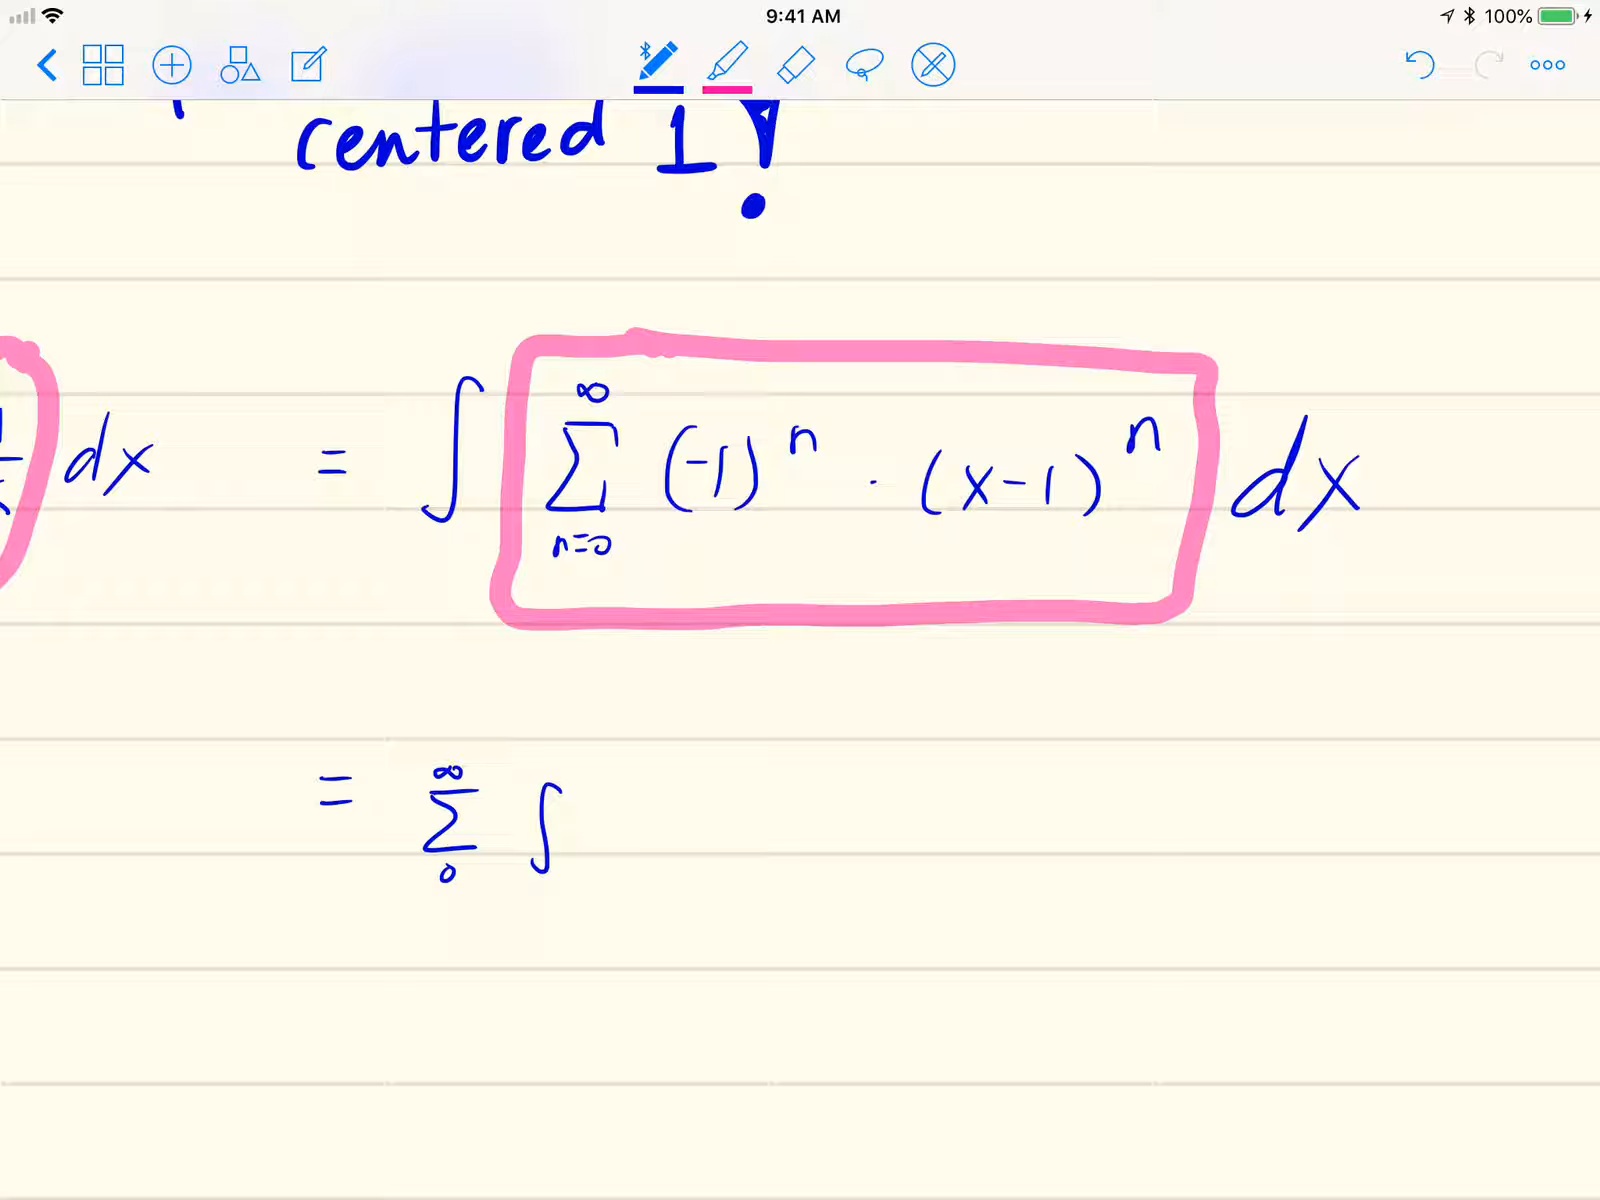 9:41 AM
100%
centered 1!
dx = ∫ ∑ n=0 ∞ (-1)^n · (x-1)^n dx
= ∑ 0 ∞ ∫